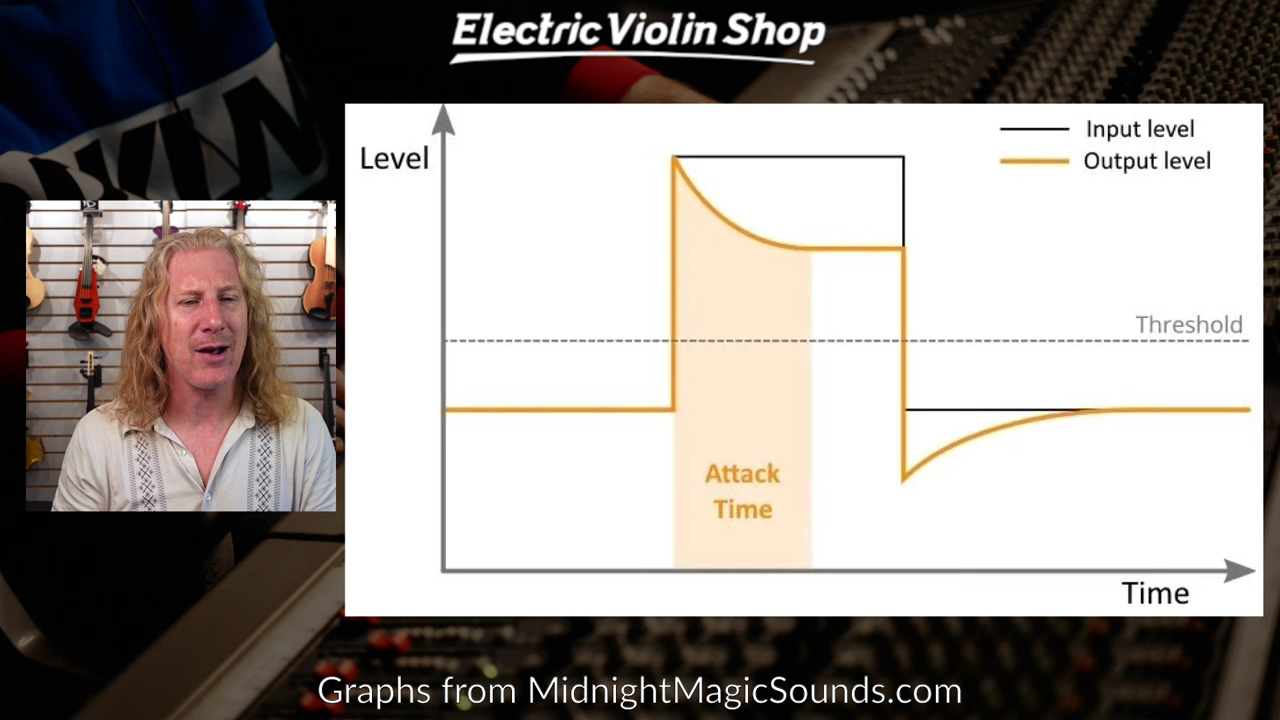 Electric Violin Shop
Level
Input level
Output level
Threshold
Attack
Time
Time
Graphs from MidnightMagicSounds.com